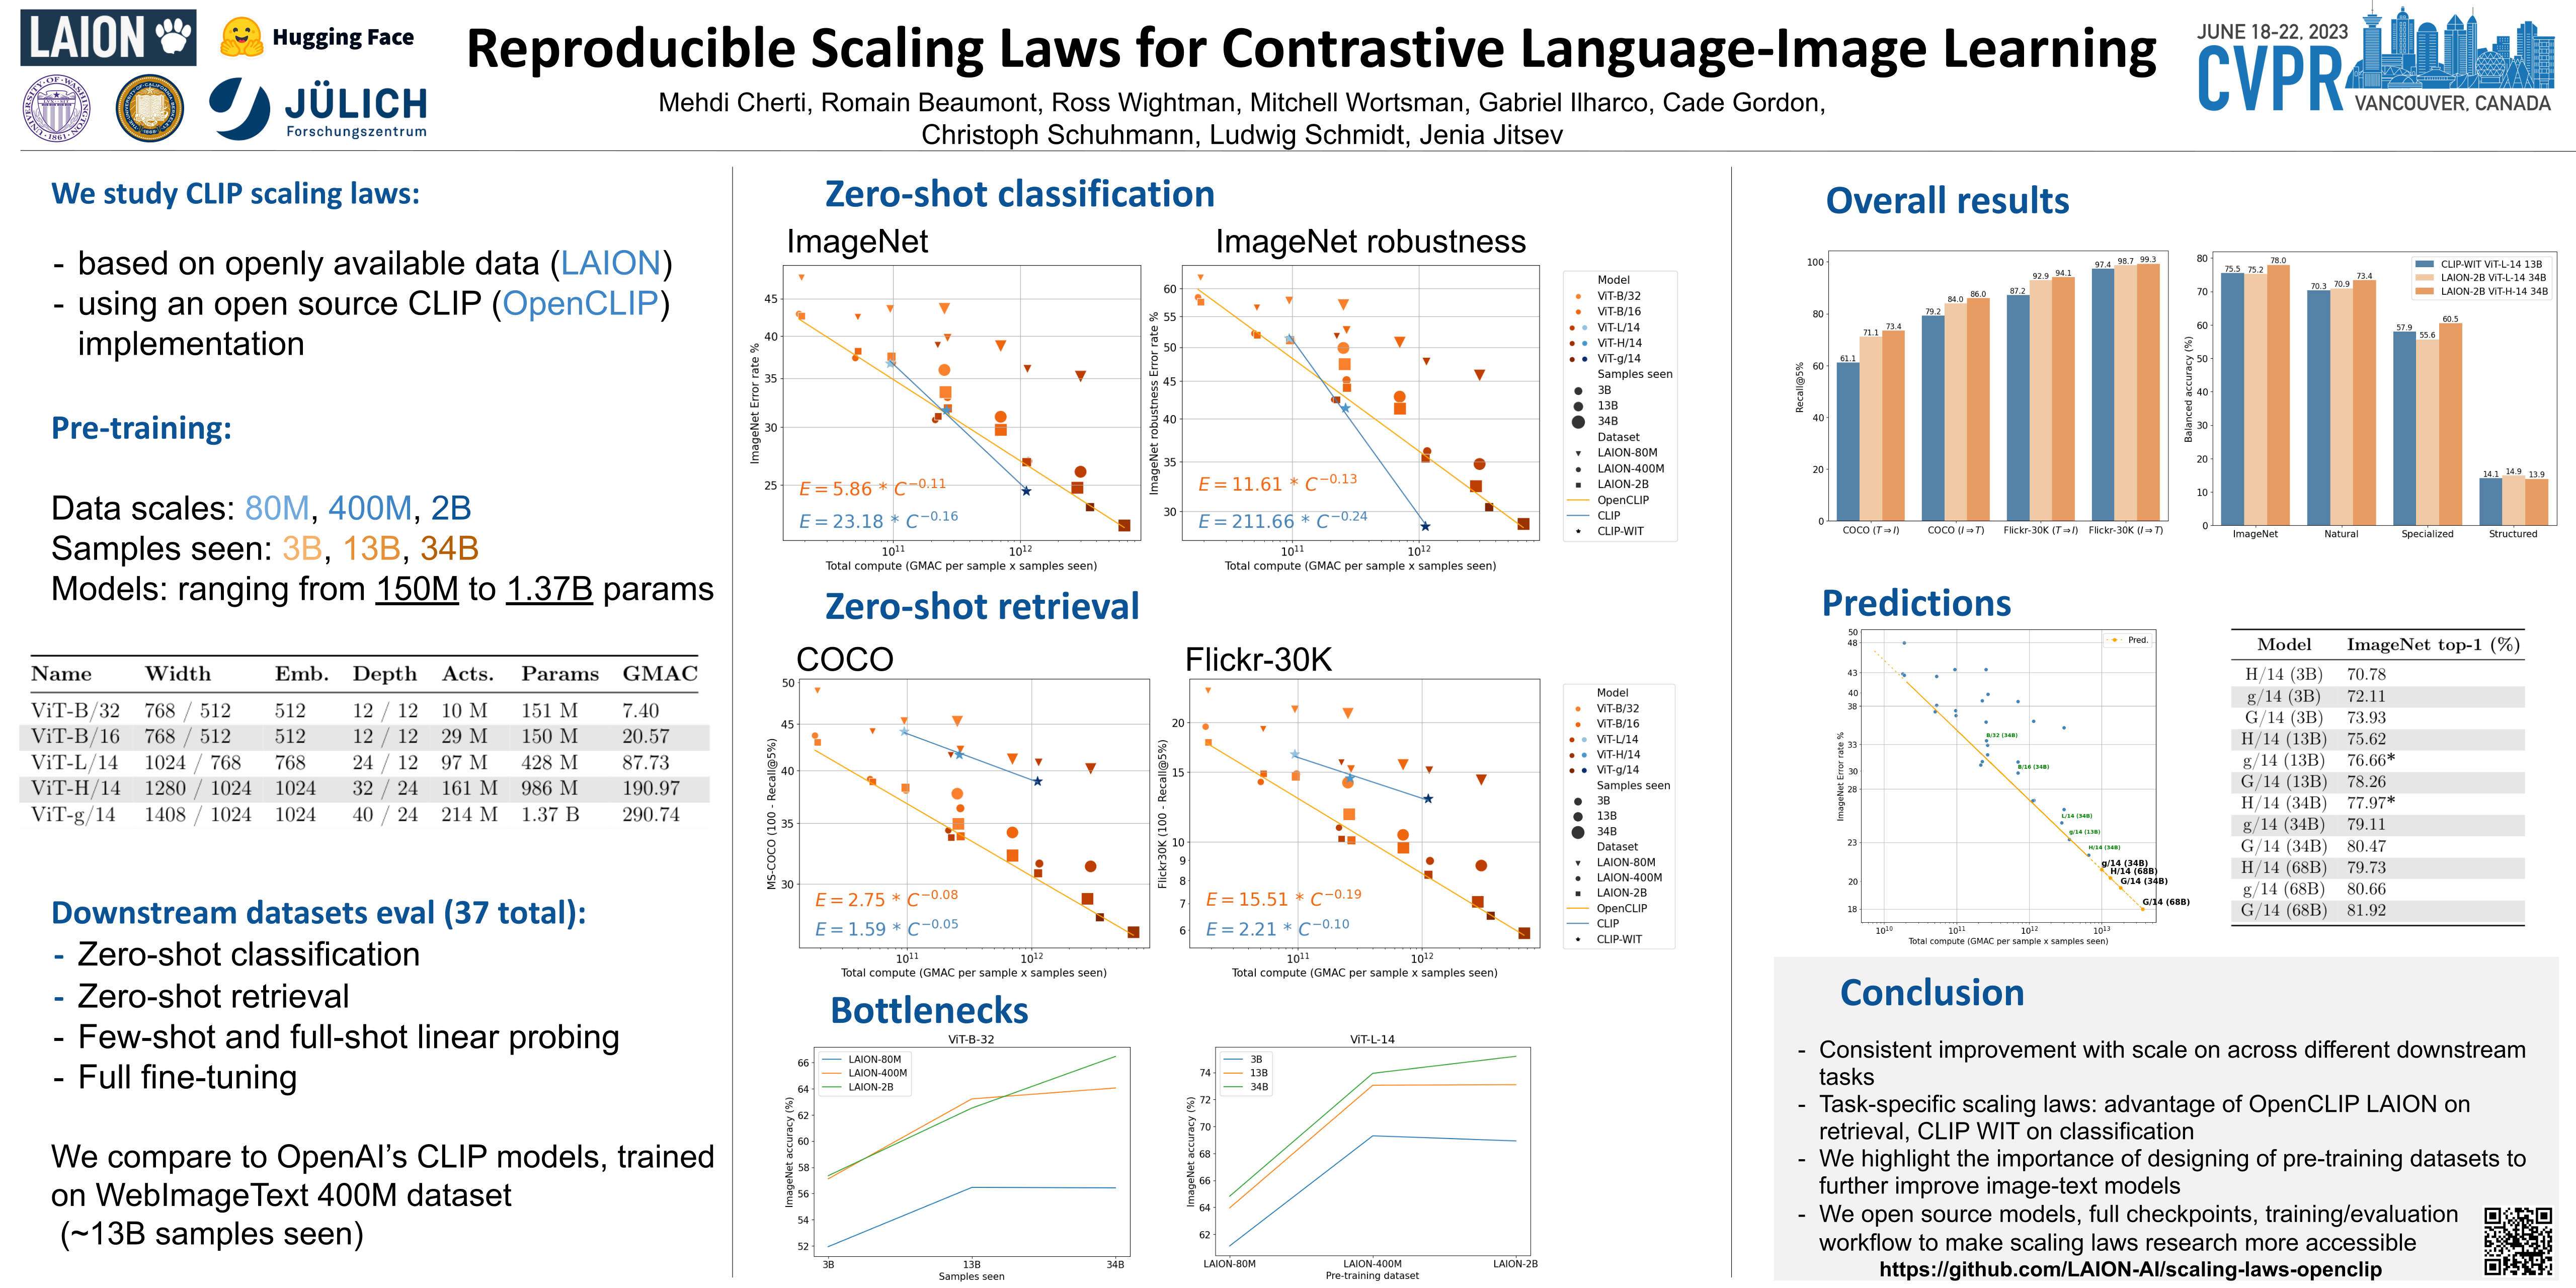 LAION
Hugging Face
JÜLICH
Forschungszentrum
Reproducible Scaling Laws for Contrastive Language-Image Learning
Mehdi Cherti, Romain Beaumont, Ross Wightman, Mitchell Wortsman, Gabriel Ilharco, Cade Gordon,
Christoph Schuhmann, Ludwig Schmidt, Jenia Jitsev
JUNE 18-22, 2023
CVPR
VANCOUVER, CANADA
We study CLIP scaling laws:
- based on openly available data (LAION)
- using an open source CLIP (OpenCLIP)
implementation
Pre-training:
Data scales: 80M, 400M, 2B
Samples seen: 3B, 13B, 34B
Models: ranging from 150M to 1.37B params
Name Width Emb. Depth Acts. Params GMAC
ViT-B/32 768 / 512 512 12 / 12 10 M 151 M 7.40
ViT-B/16 768 / 512 512 12 / 12 29 M 150 M 20.57
ViT-L/14 1024 / 768 768 24 / 12 97 M 428 M 87.73
ViT-H/14 1280 / 1024 1024 32 / 24 161 M 986 M 190.97
ViT-g/14 1408 / 1024 1024 40 / 24 214 M 1.37 B 290.74
Downstream datasets eval (37 total):
- Zero-shot classification
- Zero-shot retrieval
- Few-shot and full-shot linear probing
- Full fine-tuning
We compare to OpenAI's CLIP models, trained
on WebImageText 400M dataset
(~13B samples seen)
Zero-shot classification
ImageNet
ImageNet Error rate %
45
40
35
30
25
E = 5.86 * C^−0.11
E = 23.18 * C^−0.16
10^11 10^12
Total compute (GMAC per sample x samples seen)
ImageNet robustness
ImageNet robustness Error rate %
60
55
50
45
40
35
30
E = 11.61 * C^−0.13
E = 211.66 * C^−0.24
10^11 10^12
Total compute (GMAC per sample x samples seen)
Model
ViT-B/32
ViT-B/16
ViT-L/14
ViT-H/14
ViT-g/14
Samples seen
3B
13B
34B
Dataset
LAION-80M
LAION-400M
LAION-2B
OpenCLIP
CLIP
CLIP-WIT
Zero-shot retrieval
COCO
MS-COCO (100 - Recall@5%)
50
45
40
35
30
E = 2.75 * C^−0.08
E = 1.59 * C^−0.05
10^11 10^12
Total compute (GMAC per sample x samples seen)
Flickr-30K
Flickr30K (100 - Recall@5%)
20
15
10
9
8
7
6
E = 15.51 * C^−0.19
E = 2.21 * C^−0.10
10^11 10^12
Total compute (GMAC per sample x samples seen)
Model
ViT-B/32
ViT-B/16
ViT-L/14
ViT-H/14
ViT-g/14
Samples seen
3B
13B
34B
Dataset
LAION-80M
LAION-400M
LAION-2B
OpenCLIP
CLIP
CLIP-WIT
Bottlenecks
ViT-B-32
ImageNet accuracy (%)
66
64
62
60
58
56
54
52
LAION-80M
LAION-400M
LAION-2B
3B 13B 34B
Samples seen
ViT-L-14
ImageNet accuracy (%)
74
72
70
68
66
64
62
3B
13B
34B
LAION-80M LAION-400M LAION-2B
Pre-training dataset
Overall results
Recall@5%
100
80
60
40
20
0
61.1 71.1 73.4
79.2 84.0 86.0
87.2 92.9 94.1
97.4 98.7 99.3
COCO (T⇒I) COCO (I⇒T) Flickr-30K (T⇒I) Flickr-30K (I⇒T)
Balanced accuracy (%)
80
70
60
50
40
30
20
10
0
CLIP-WIT ViT-L-14 13B
LAION-2B ViT-L-14 34B
LAION-2B ViT-H-14 34B
75.5 75.2 78.0
70.3 70.9 73.4
57.9 55.6 60.5
14.1 14.9 13.9
ImageNet Natural Specialized Structured
Predictions
ImageNet Error rate %
50
48
43
40
38
33
30
28
23
20
18
Pred.
B/32 (34B)
B/16 (34B)
L/14 (34B)
g/14 (13B)
H/14 (34B)
g/14 (34B)
H/14 (68B)
G/14 (34B)
G/14 (68B)
10^10 10^11 10^12 10^13
Total compute (GMAC per sample x samples seen)
Model ImageNet top-1 (%)
H/14 (3B) 70.78
g/14 (3B) 72.11
G/14 (3B) 73.93
H/14 (13B) 75.62
g/14 (13B) 76.66*
G/14 (13B) 78.26
H/14 (34B) 77.97*
g/14 (34B) 79.11
G/14 (34B) 80.47
H/14 (68B) 79.73
g/14 (68B) 80.66
G/14 (68B) 81.92
Conclusion
- Consistent improvement with scale on across different downstream
tasks
- Task-specific scaling laws: advantage of OpenCLIP LAION on
retrieval, CLIP WIT on classification
- We highlight the importance of designing of pre-training datasets to
further improve image-text models
- We open source models, full checkpoints, training/evaluation
workflow to make scaling laws research more accessible
https://github.com/LAION-AI/scaling-laws-openclip